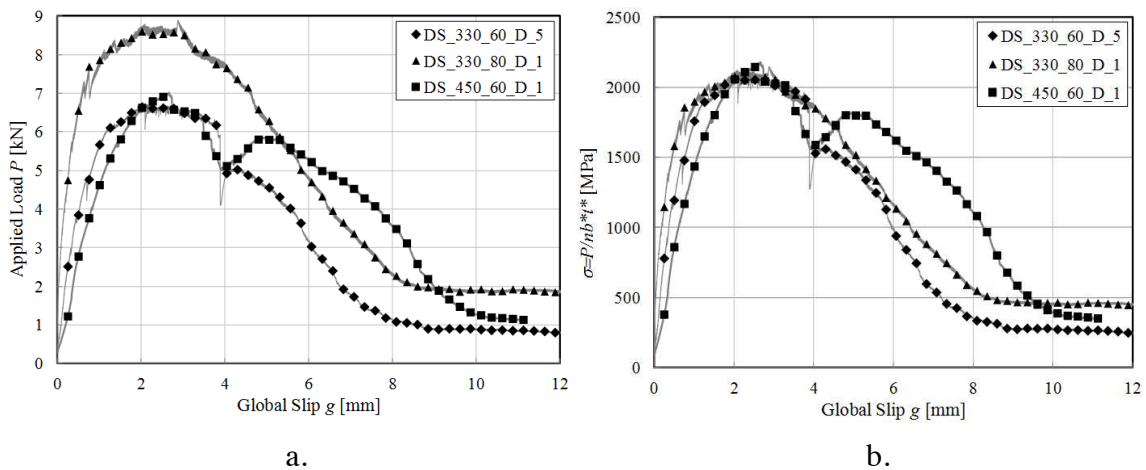 9
8
7
6
5
4
3
2
1
0
Applied Load P [kN]
0 2 4 6 8 10 12
Global Slip g [mm]
DS_330_60_D_5
DS_330_80_D_1
DS_450_60_D_1
a.
2500
2000
1500
1000
500
0
σ=P/nb*t* [MPa]
0 2 4 6 8 10 12
Global Slip g [mm]
DS_330_60_D_5
DS_330_80_D_1
DS_450_60_D_1
b.